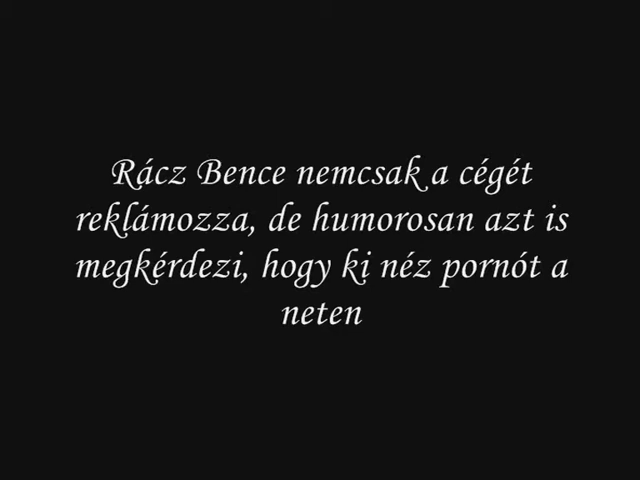 Rácz Bence nemcsak a cégét
reklámozza, de humorosan azt is
megkérdezi, hogy ki néz pornót a
neten